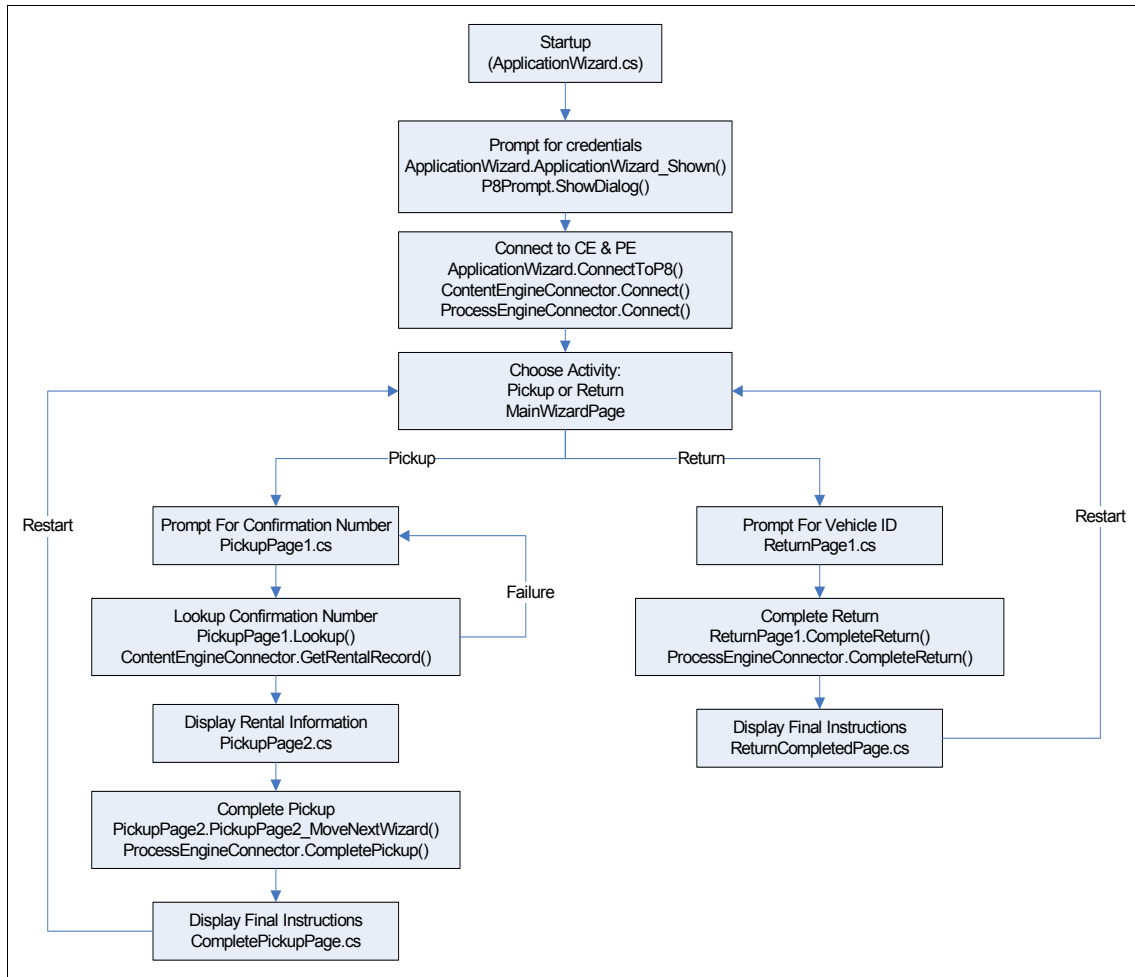 Startup
(ApplicationWizard.cs)
Prompt for credentials
ApplicationWizard.ApplicationWizard_Shown()
P8Prompt.ShowDialog()
Connect to CE & PE
ApplicationWizard.ConnectToP8()
ContentEngineConnector.Connect()
ProcessEngineConnector.Connect()
Choose Activity:
Pickup or Return
MainWizardPage
Pickup
Return
Restart
Prompt For Confirmation Number
PickupPage1.cs
Failure
Lookup Confirmation Number
PickupPage1.Lookup()
ContentEngineConnector.GetRentalRecord()
Display Rental Information
PickupPage2.cs
Complete Pickup
PickupPage2.PickupPage2_MoveNextWizard()
ProcessEngineConnector.CompletePickup()
Display Final Instructions
CompletePickupPage.cs
Prompt For Vehicle ID
ReturnPage1.cs
Restart
Complete Return
ReturnPage1.CompleteReturn()
ProcessEngineConnector.CompleteReturn()
Display Final Instructions
ReturnCompletedPage.cs